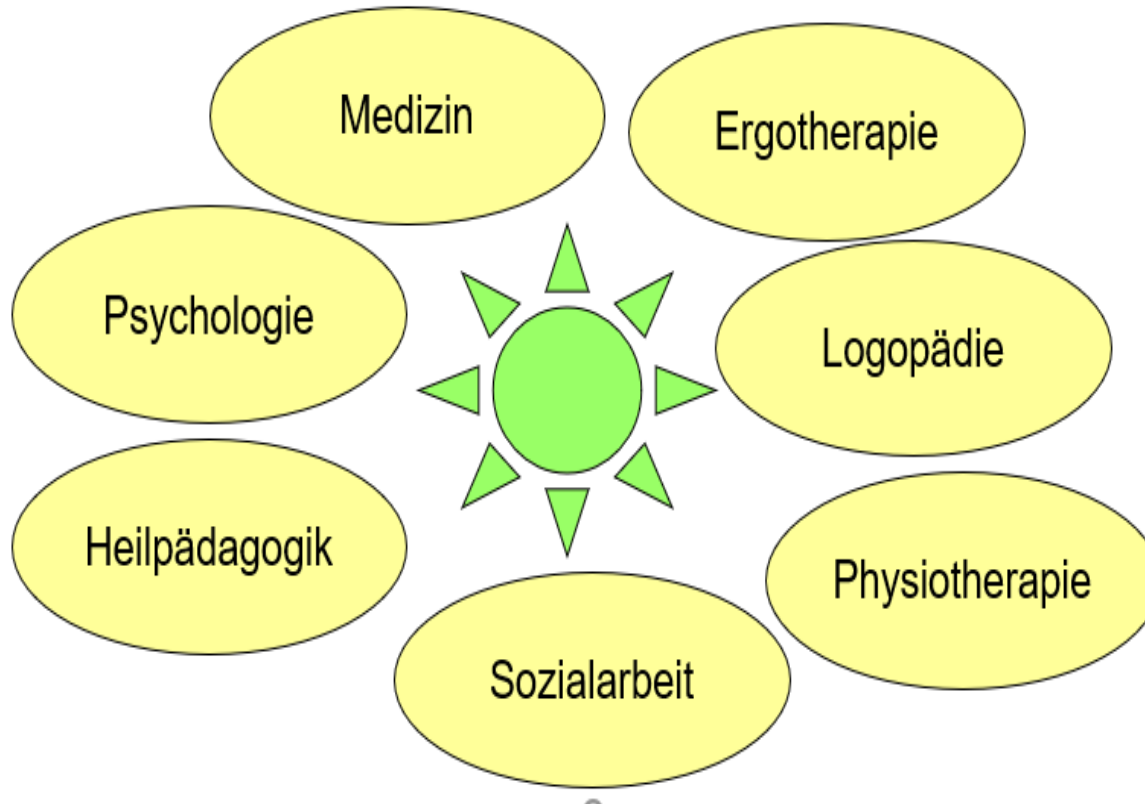 Medizin
Ergotherapie
Psychologie
Logopädie
Heilpädagogik
Physiotherapie
Sozialarbeit